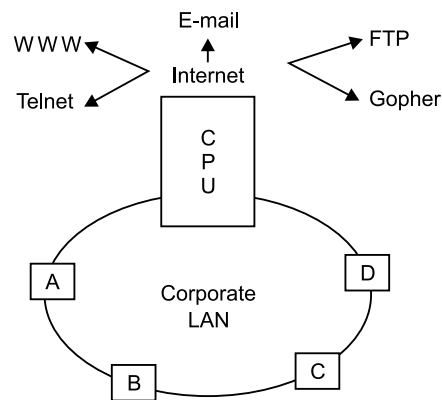 E-mail
WWW
FTP
Internet
Telnet
Gopher
C
P
U
A
D
Corporate
LAN
B
C